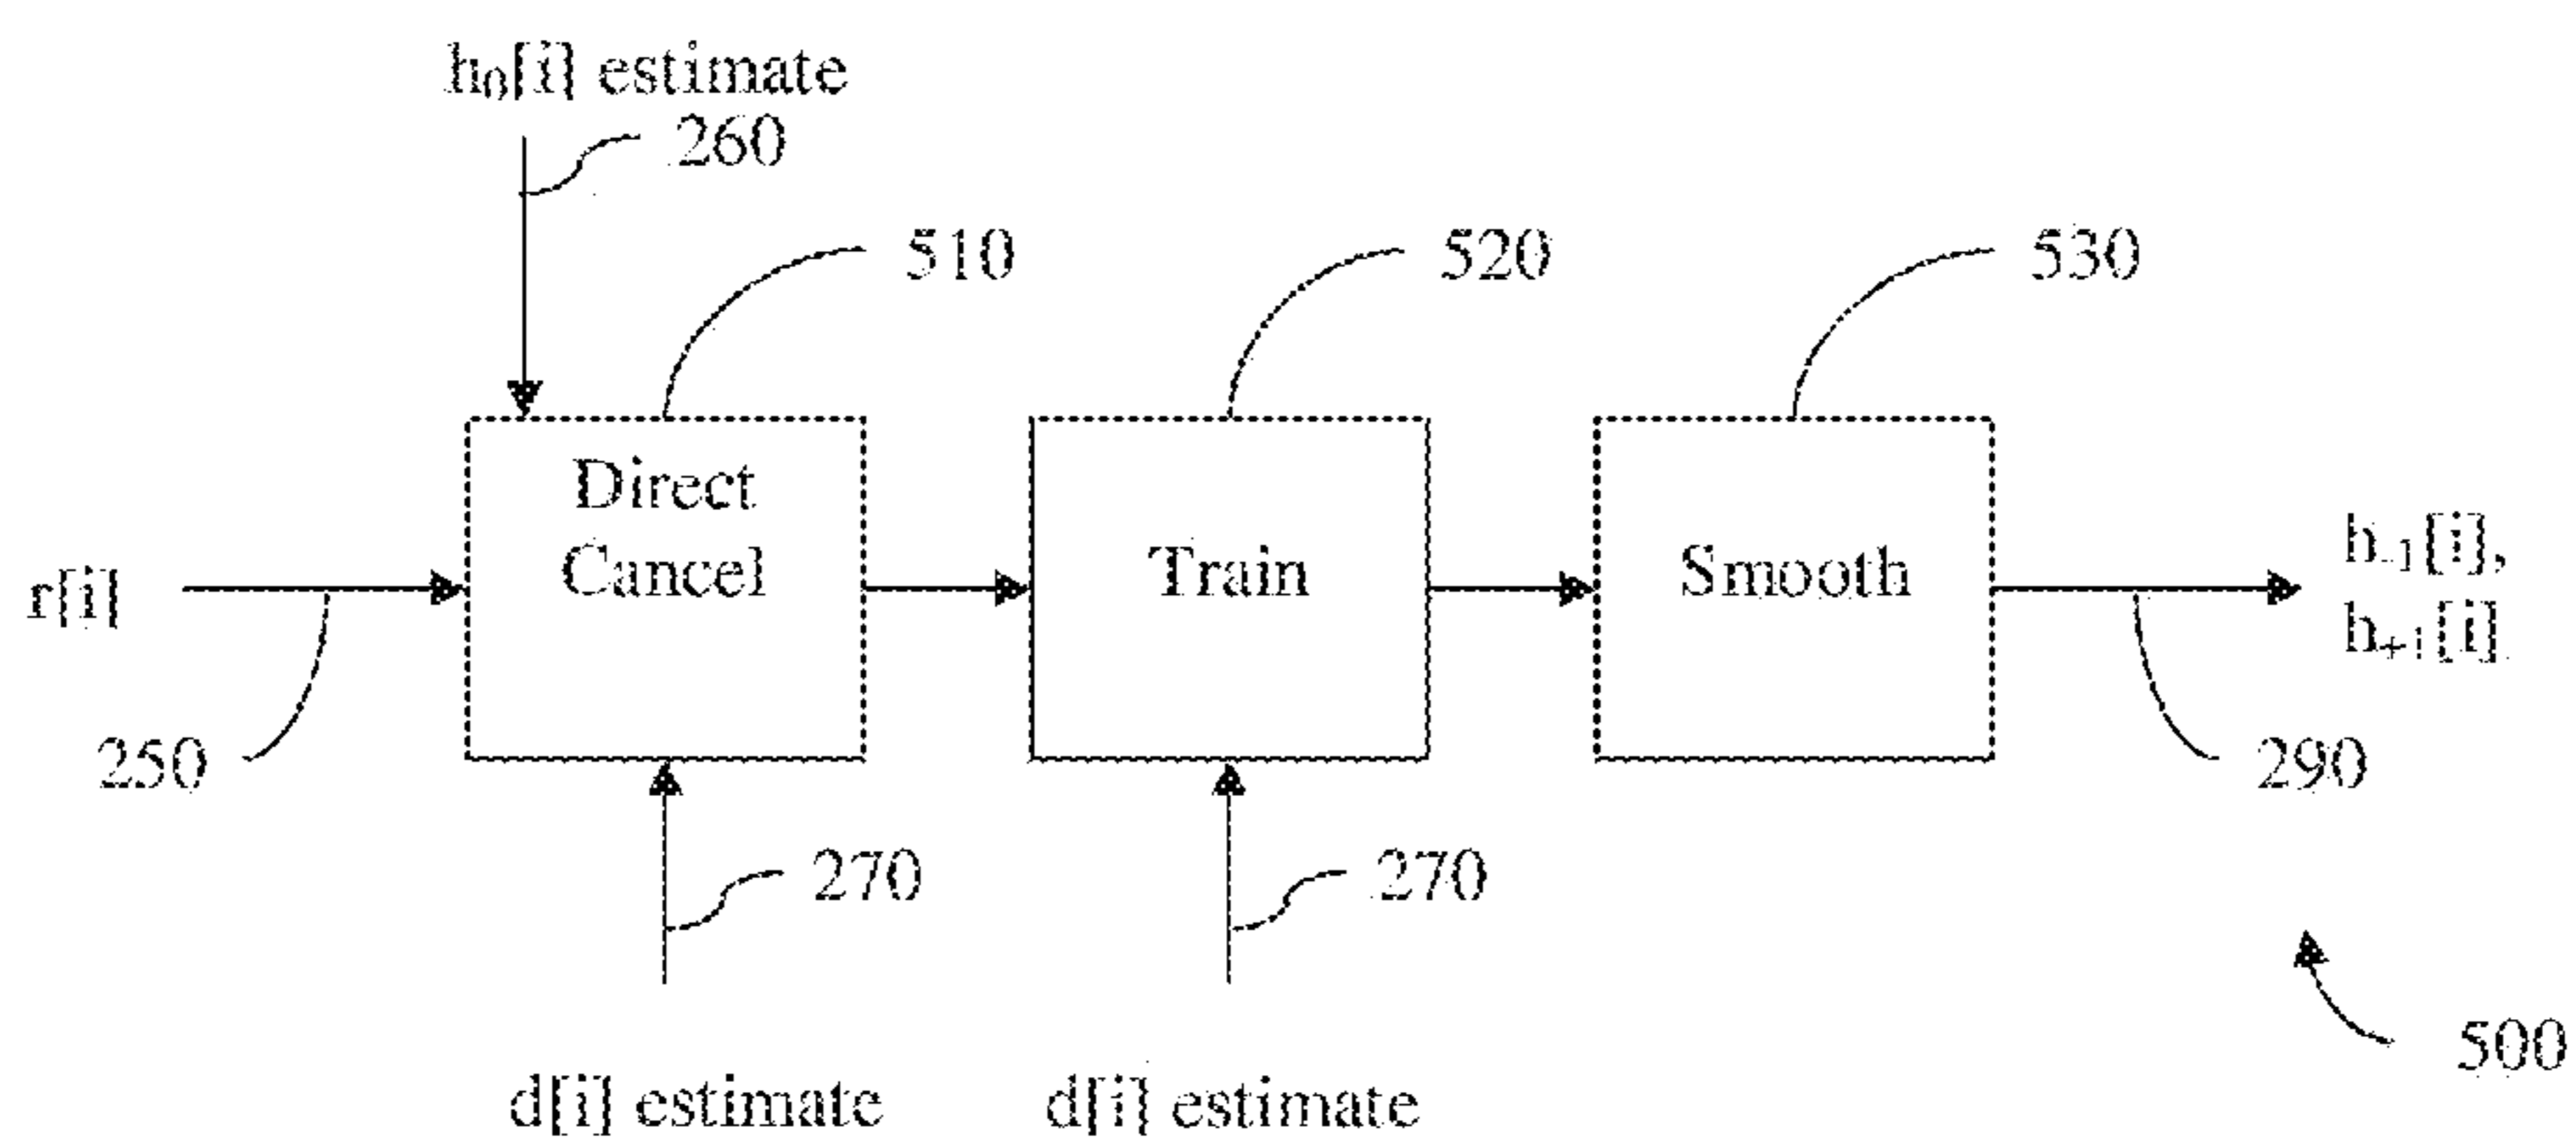 h₀[i] estimate
260
510
520
530
Direct
Cancel
Train
Smooth
r[i]
h₋₁[i],
h₊₁[i]
250
290
270
270
500
d[i] estimate
d[i] estimate